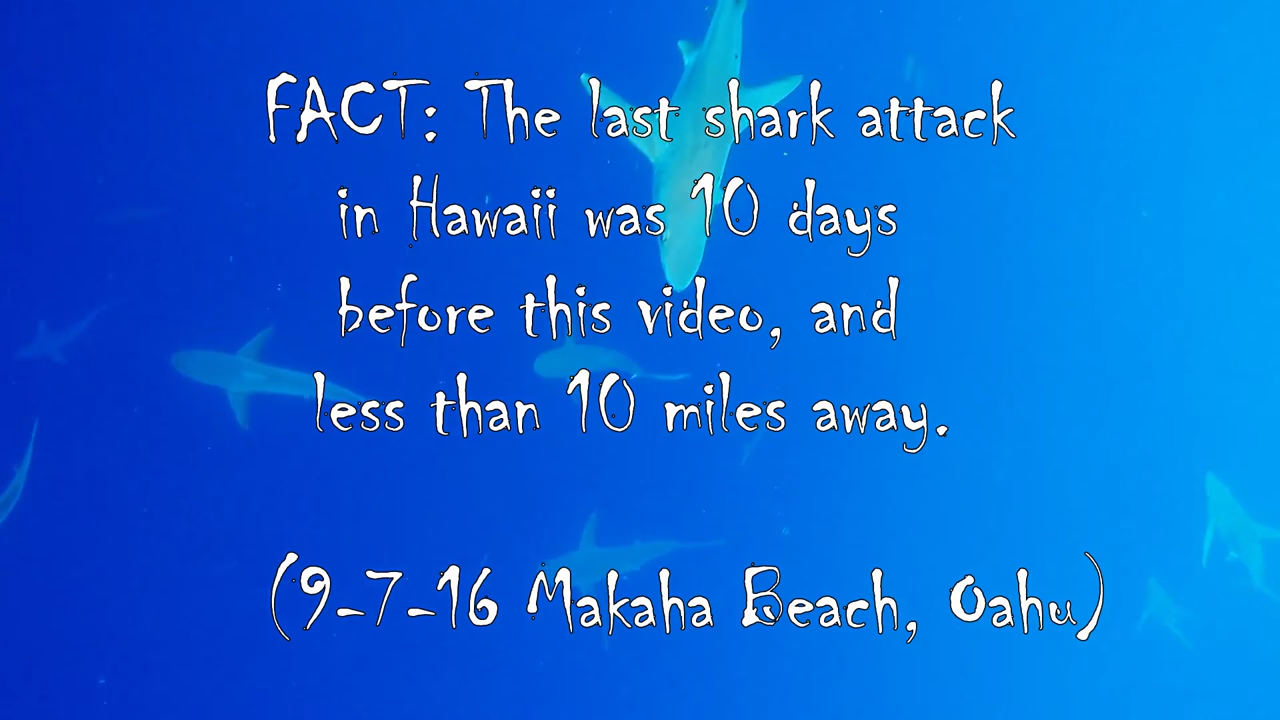 FACT: The last shark attack
in Hawaii was 10 days
before this video, and
less than 10 miles away.
(9-7-16 Makaha Beach, Oahu)